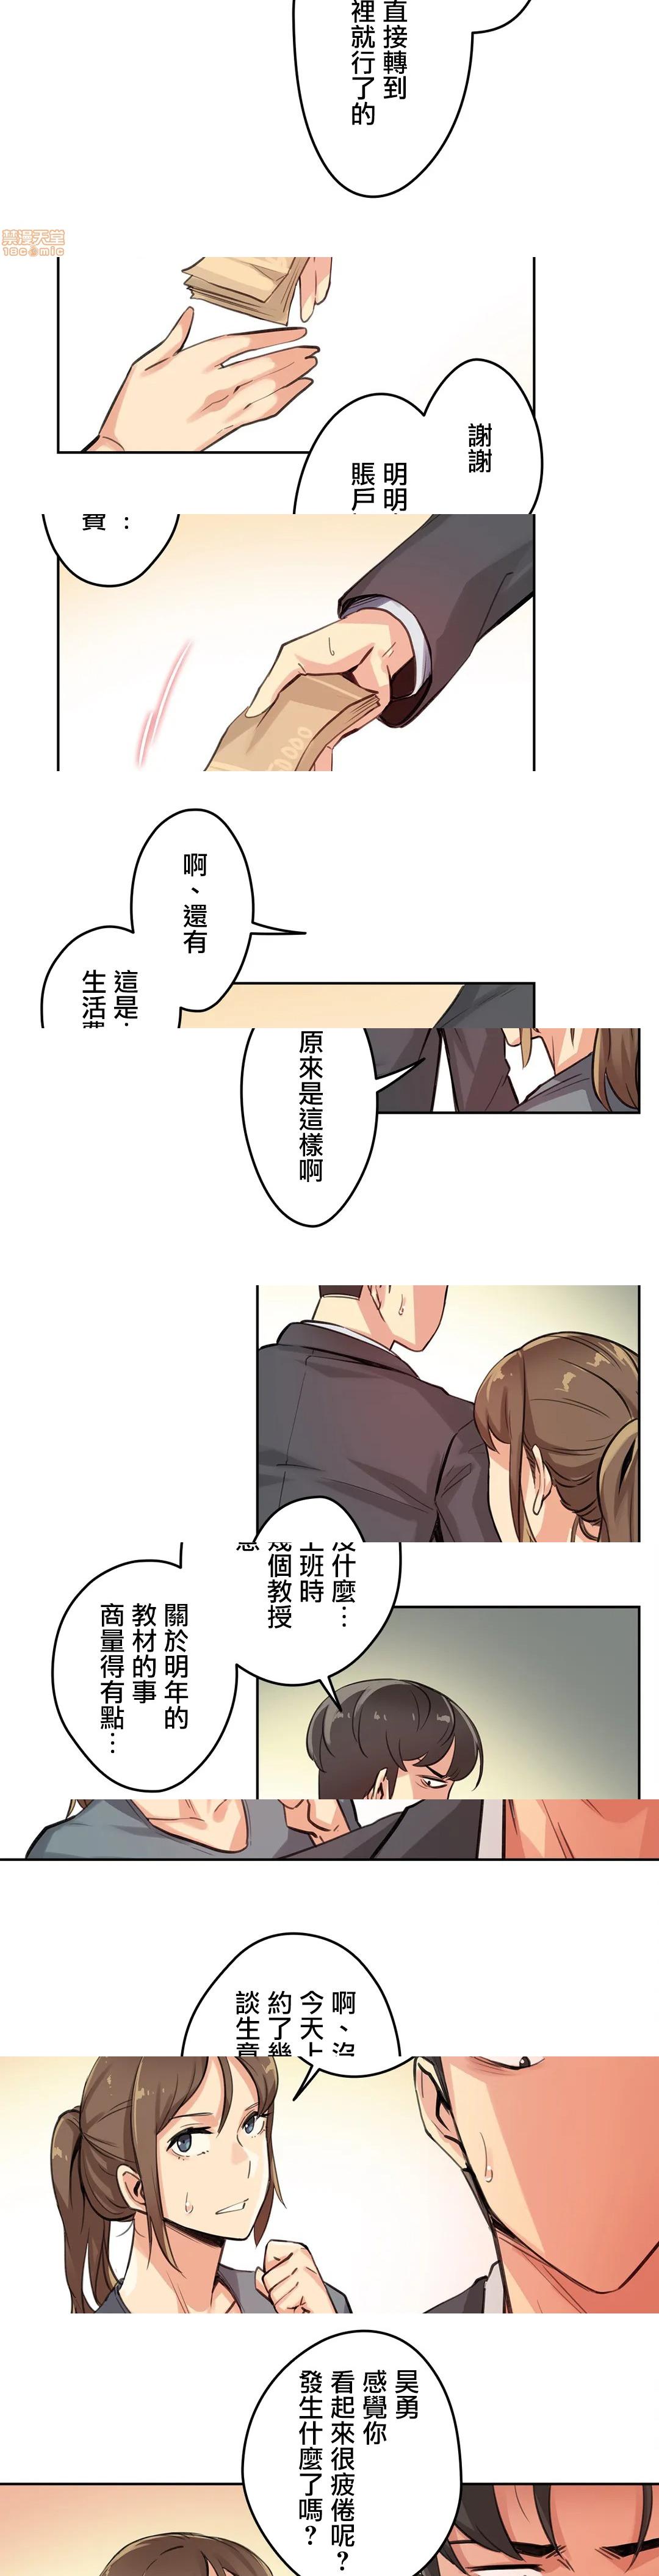 直接轉到
裡就行了的
禁漫天堂
18comic
謝謝
明明
賬戶
費：
啊、還有
這是：
生活費
原來是這樣啊
没什麼…
上班時
幾個教授
意
關於明年的
教材的事
商量得有點…
啊、沒
今天上
約了幾
談生意
昊勇
感覺你
看起來很疲倦呢？
發生什麼了嗎？